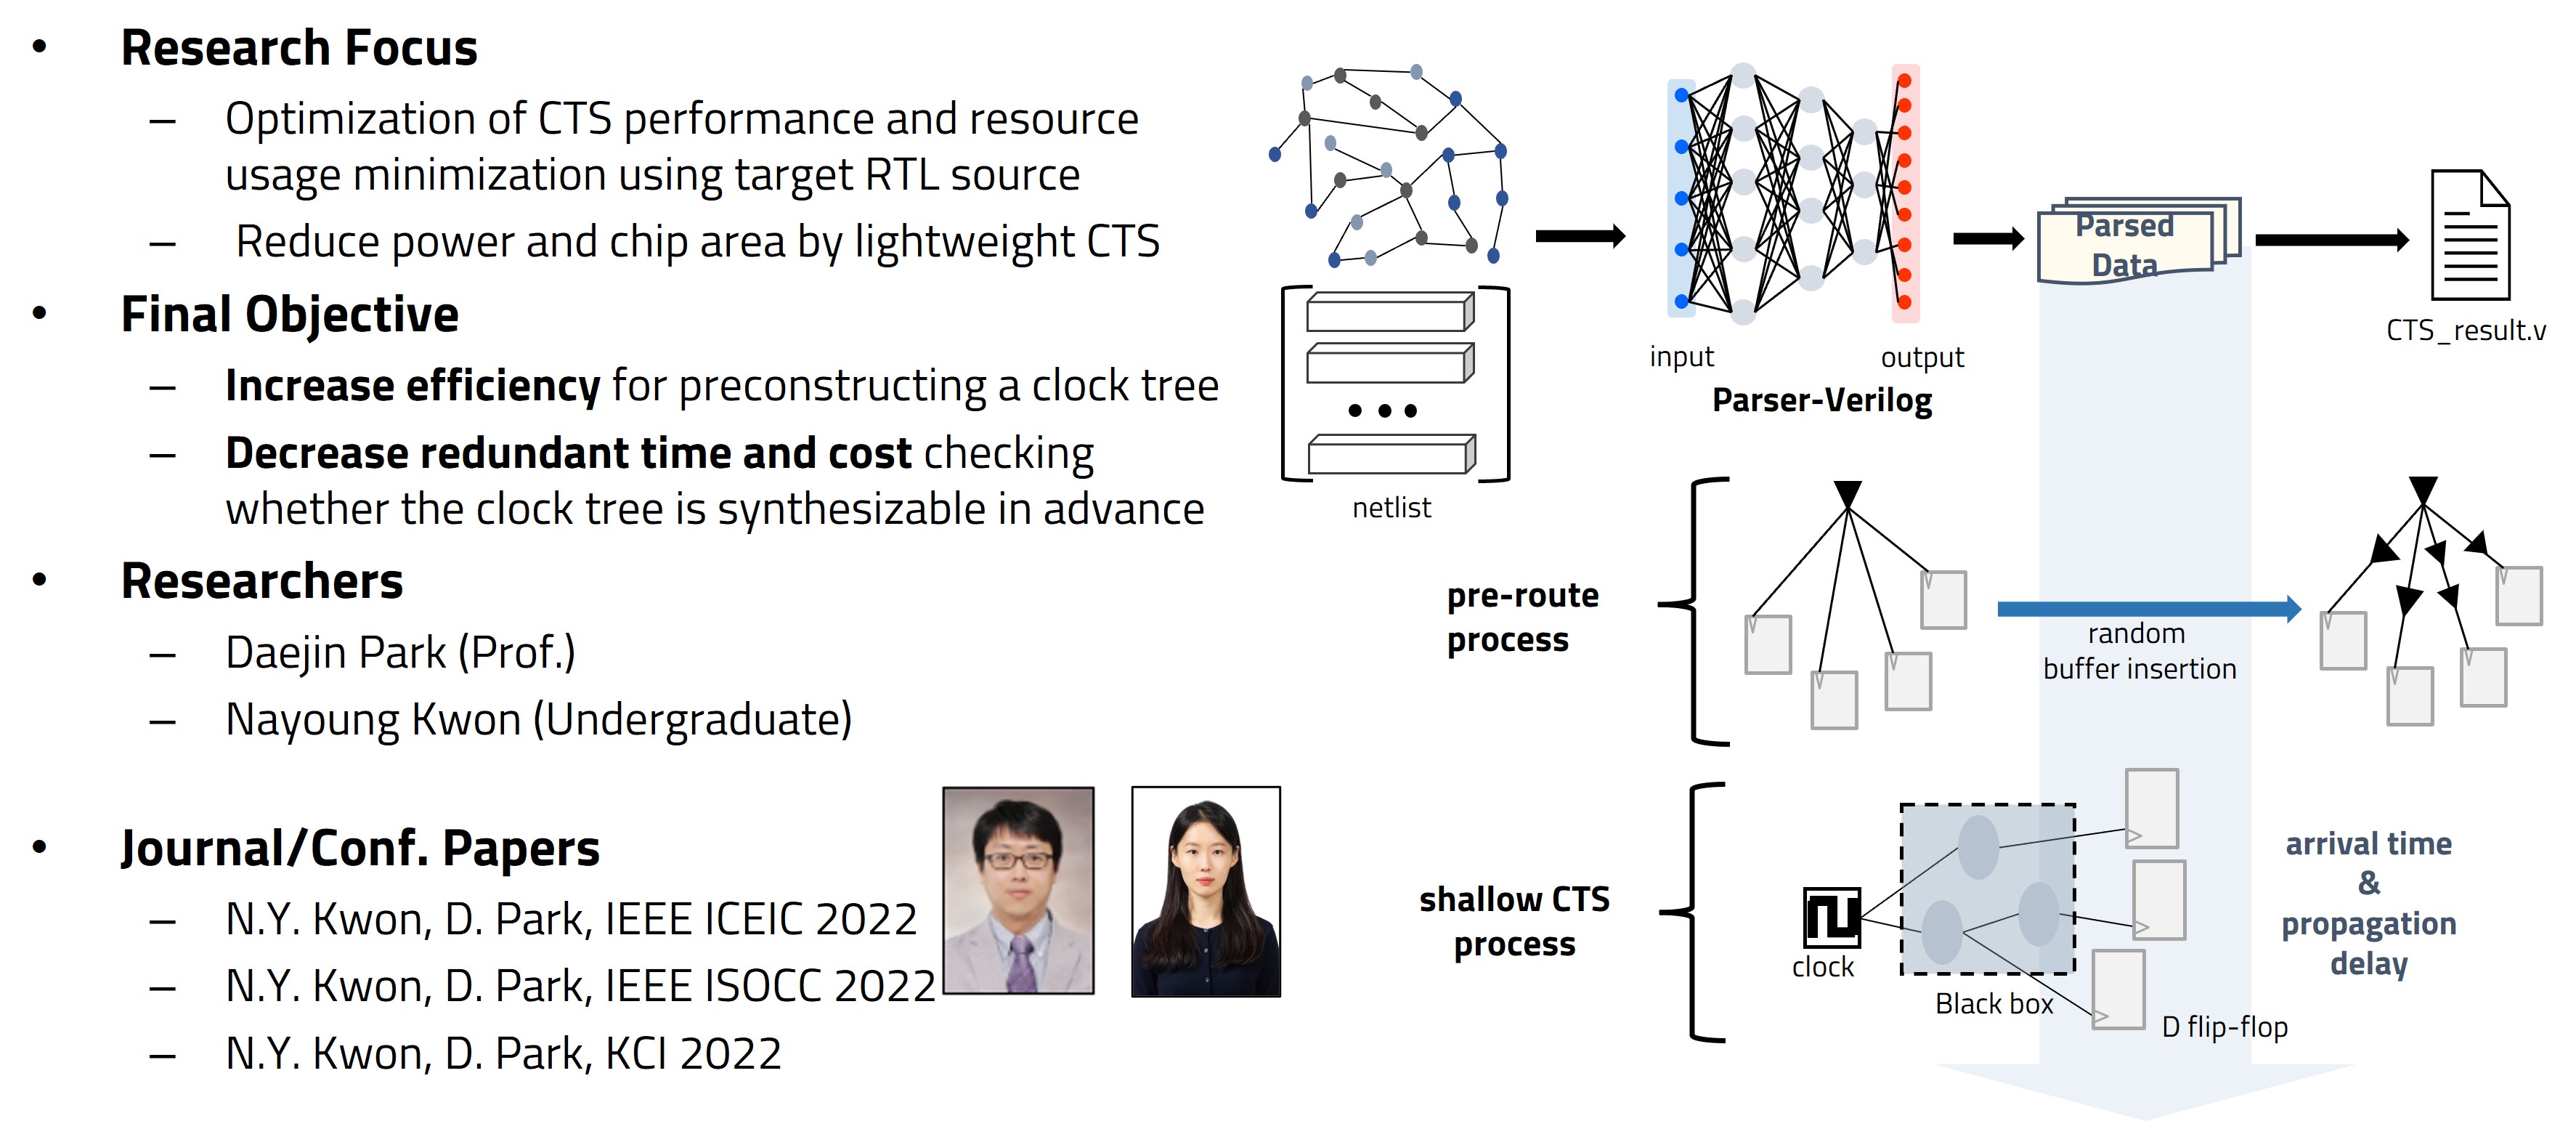 • Research Focus
– Optimization of CTS performance and resource
usage minimization using target RTL source
– Reduce power and chip area by lightweight CTS
• Final Objective
– Increase efficiency for preconstructing a clock tree
– Decrease redundant time and cost checking
whether the clock tree is synthesizable in advance
• Researchers
– Daejin Park (Prof.)
– Nayoung Kwon (Undergraduate)
• Journal/Conf. Papers
– N.Y. Kwon, D. Park, IEEE ICEIC 2022
– N.Y. Kwon, D. Park, IEEE ISOCC 2022
– N.Y. Kwon, D. Park, KCI 2022
netlist
input
output
Parser-Verilog
Parsed
Data
CTS_result.v
pre-route
process
random
buffer insertion
shallow CTS
process
clock
Black box
D flip-flop
arrival time
&
propagation
delay